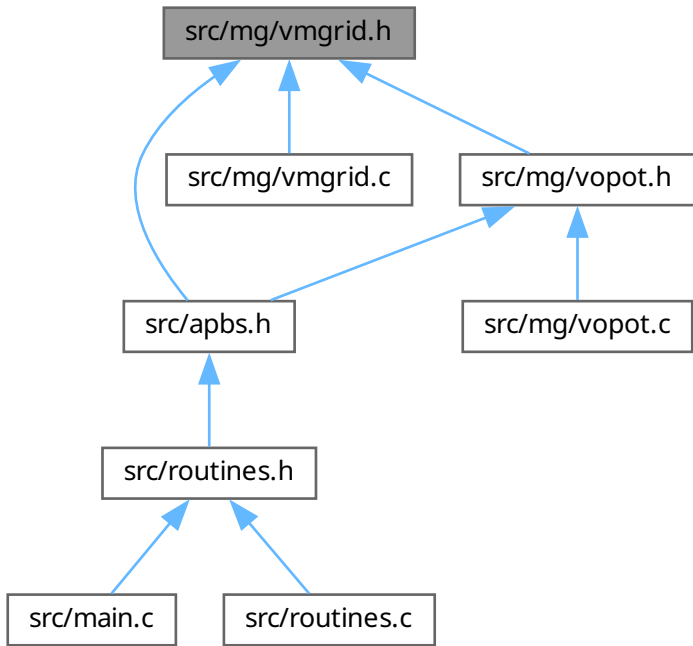 src/mg/vmgrid.h
src/mg/vmgrid.c
src/mg/vopot.h
src/apbs.h
src/mg/vopot.c
src/routines.h
src/main.c
src/routines.c